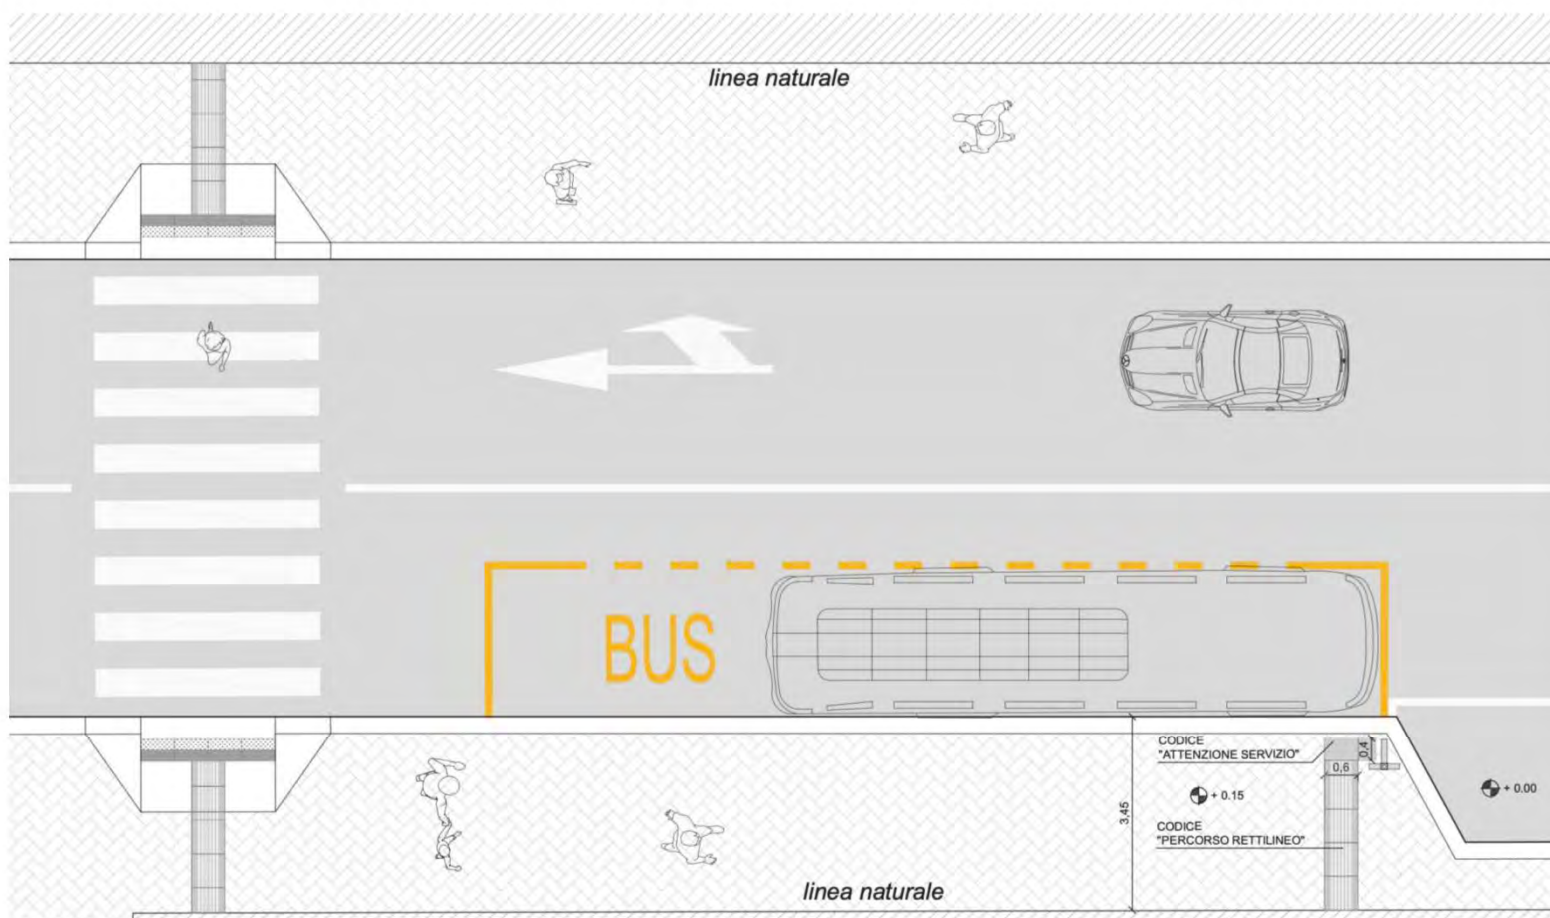 linea naturale
BUS
CODICE
"ATTENZIONE SERVIZIO"
0,4
0,6
+ 0.15
+ 0.00
3,45
CODICE
"PERCORSO RETTILINEO"
linea naturale